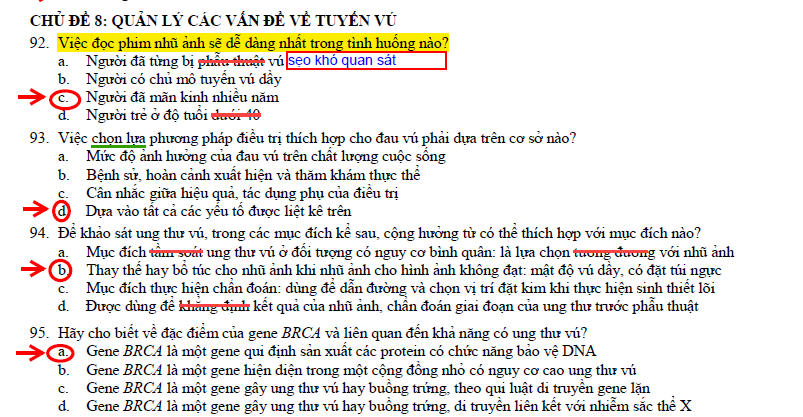 CHỦ ĐỀ 8: QUẢN LÝ CÁC VẤN ĐỀ VỀ TUYẾN VÚ
92. Việc đọc phim nhũ ảnh sẽ dễ dàng nhất trong tình huống nào?
a. Người đã từng bị phẫu thuật vú sẹo khó quan sát
b. Người có chủ mô tuyến vú dầy
c. Người đã mãn kinh nhiều năm
d. Người trẻ ở độ tuổi dưới 40
93. Việc chọn lựa phương pháp điều trị thích hợp cho đau vú phải dựa trên cơ sở nào?
a. Mức độ ảnh hưởng của đau vú trên chất lượng cuộc sống
b. Bệnh sử, hoàn cảnh xuất hiện và thăm khám thực thể
c. Cân nhắc giữa hiệu quả, tác dụng phụ của điều trị
d. Dựa vào tất cả các yếu tố được liệt kê trên
94. Để khảo sát ung thư vú, trong các mục đích kể sau, cộng hưởng từ có thể thích hợp với mục đích nào?
a. Mục đích tầm soát ung thư vú ở đối tượng có nguy cơ bình quân: là lựa chọn tương đương với nhũ ảnh
b. Thay thế hay bổ túc cho nhũ ảnh khi nhũ ảnh cho hình ảnh không đạt: mật độ vú dầy, có đặt túi ngực
c. Mục đích thực hiện chẩn đoán: dùng để dẫn đường và chọn vị trí đặt kim khi thực hiện sinh thiết lõi
d. Được dùng để khẳng định kết quả của nhũ ảnh, chẩn đoán giai đoạn của ung thư trước phẫu thuật
95. Hãy cho biết về đặc điểm của gene BRCA và liên quan đến khả năng có ung thư vú?
a. Gene BRCA là một gene qui định sản xuất các protein có chức năng bảo vệ DNA
b. Gene BRCA là một gene hiện diện trong một cộng đồng nhỏ có nguy cơ cao ung thư vú
c. Gene BRCA là một gene gây ung thư vú hay buồng trứng, theo qui luật di truyền gene lặn
d. Gene BRCA là một gene gây ung thư vú hay buồng trứng, di truyền liên kết với nhiễm sắc thể X